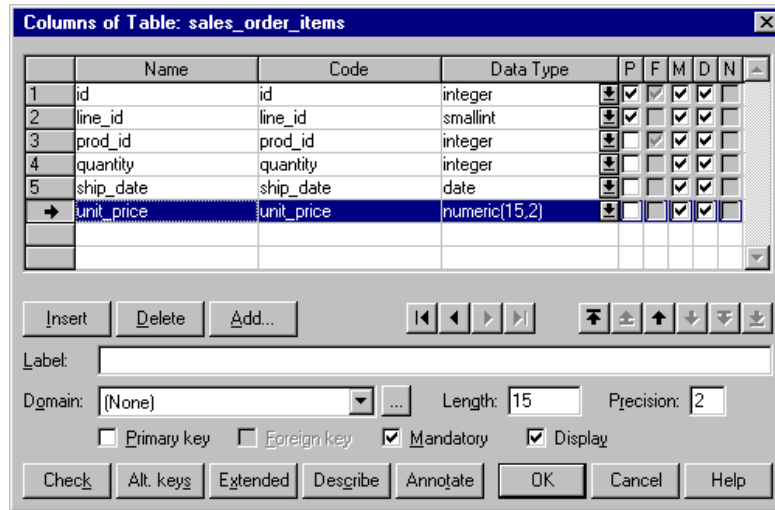 Columns of Table: sales_order_items
Name Code Data Type P F M D N
1 id id integer
2 line_id line_id smallint
3 prod_id prod_id integer
4 quantity quantity integer
5 ship_date ship_date date
unit_price unit_price numeric(15,2)
Insert Delete Add...
Label:
Domain: (None) ... Length: 15 Precision: 2
Primary key Foreign key Mandatory Display
Check Alt. keys Extended Describe Annotate OK Cancel Help